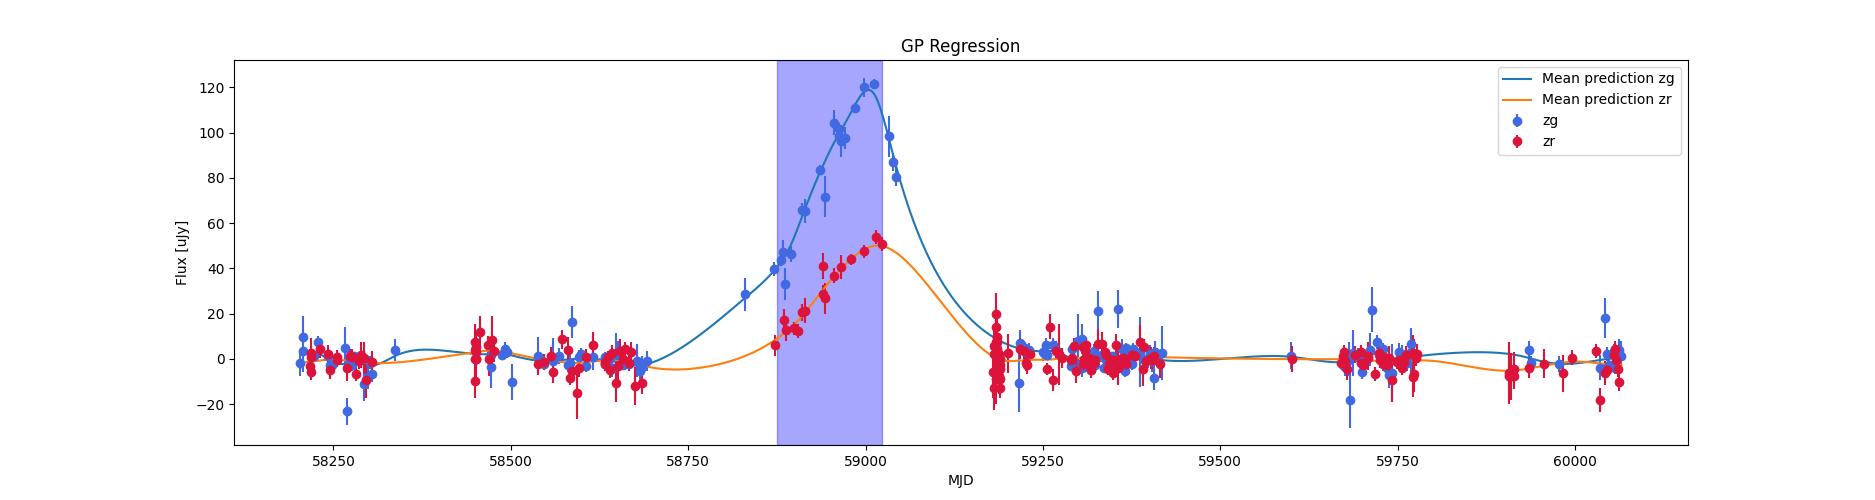 GP Regression
Flux [uJy]
120
100
80
60
40
20
0
−20
Mean prediction zg
Mean prediction zr
zg
zr
58250 58500 58750 59000 59250 59500 59750 60000
MJD